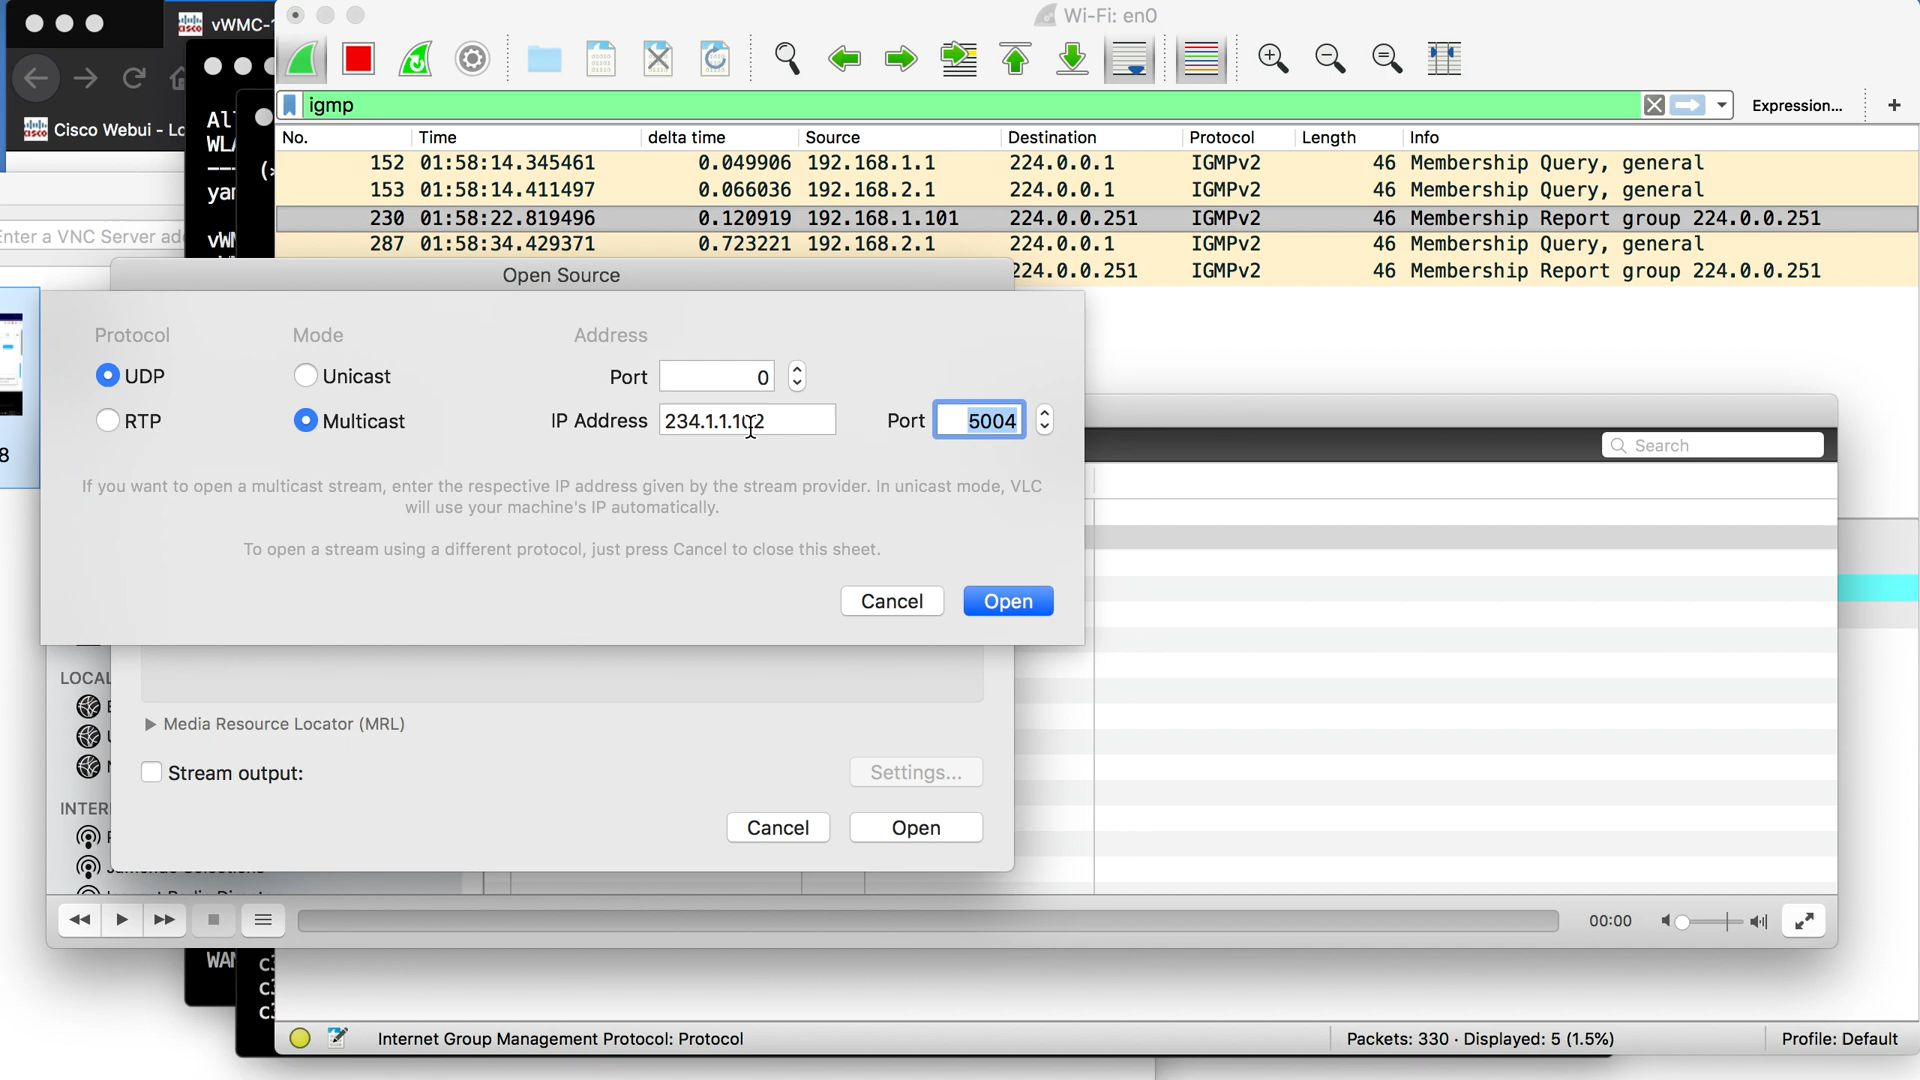 vWMC-
Wi-Fi: en0
Cisco Webui - Lo
igmp
Expression...
+
No. Time delta time Source Destination Protocol Length Info
152 01:58:14.345461 0.049906 192.168.1.1 224.0.0.1 IGMPv2 46 Membership Query, general
153 01:58:14.411497 0.066036 192.168.2.1 224.0.0.1 IGMPv2 46 Membership Query, general
230 01:58:22.819496 0.120919 192.168.1.101 224.0.0.251 IGMPv2 46 Membership Report group 224.0.0.251
287 01:58:34.429371 0.723221 192.168.2.1 224.0.0.1 IGMPv2 46 Membership Query, general
224.0.0.251 IGMPv2 46 Membership Report group 224.0.0.251
WLA
Enter a VNC Server ad
Open Source
Protocol Mode Address
UDP Unicast Port 0
RTP Multicast IP Address 234.1.1.102 Port 5004
Search
If you want to open a multicast stream, enter the respective IP address given by the stream provider. In unicast mode, VLC
will use your machine's IP automatically.
To open a stream using a different protocol, just press Cancel to close this sheet.
Cancel Open
LOCAL
Media Resource Locator (MRL)
Stream output: Settings...
INTER
Cancel Open
00:00
WAN
Internet Group Management Protocol: Protocol
Packets: 330 · Displayed: 5 (1.5%)
Profile: Default